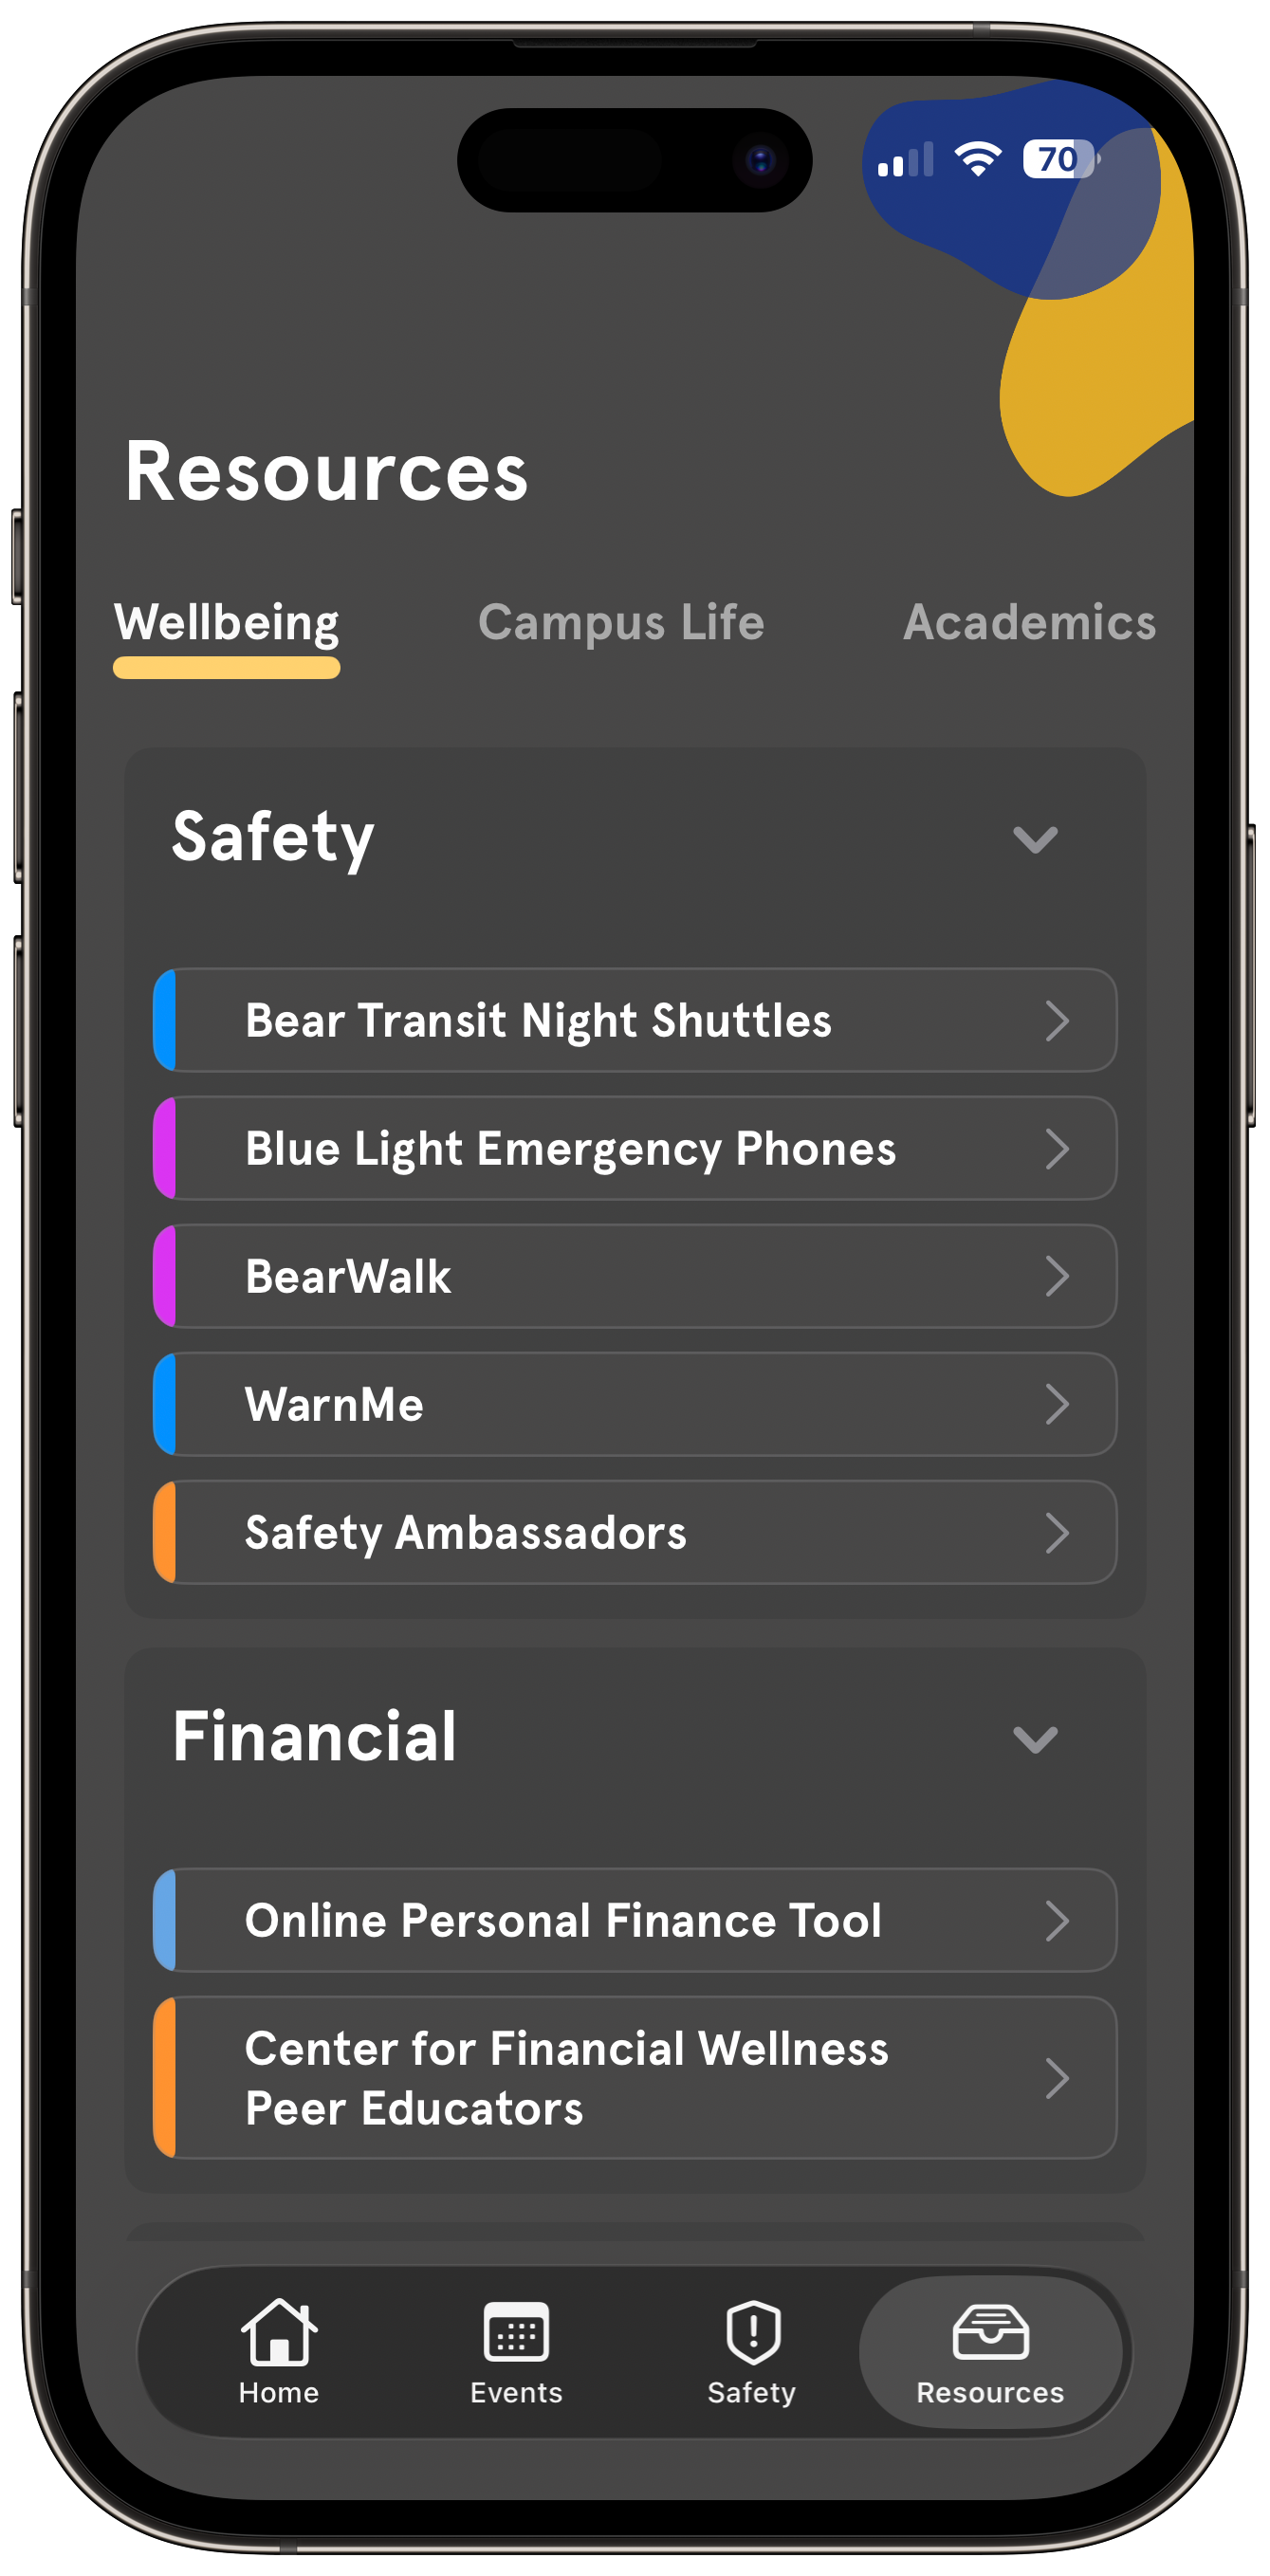 70
Resources
Wellbeing Campus Life Academics
Safety
Bear Transit Night Shuttles
Blue Light Emergency Phones
BearWalk
WarnMe
Safety Ambassadors
Financial
Online Personal Finance Tool
Center for Financial Wellness
Peer Educators
Home Events Safety Resources